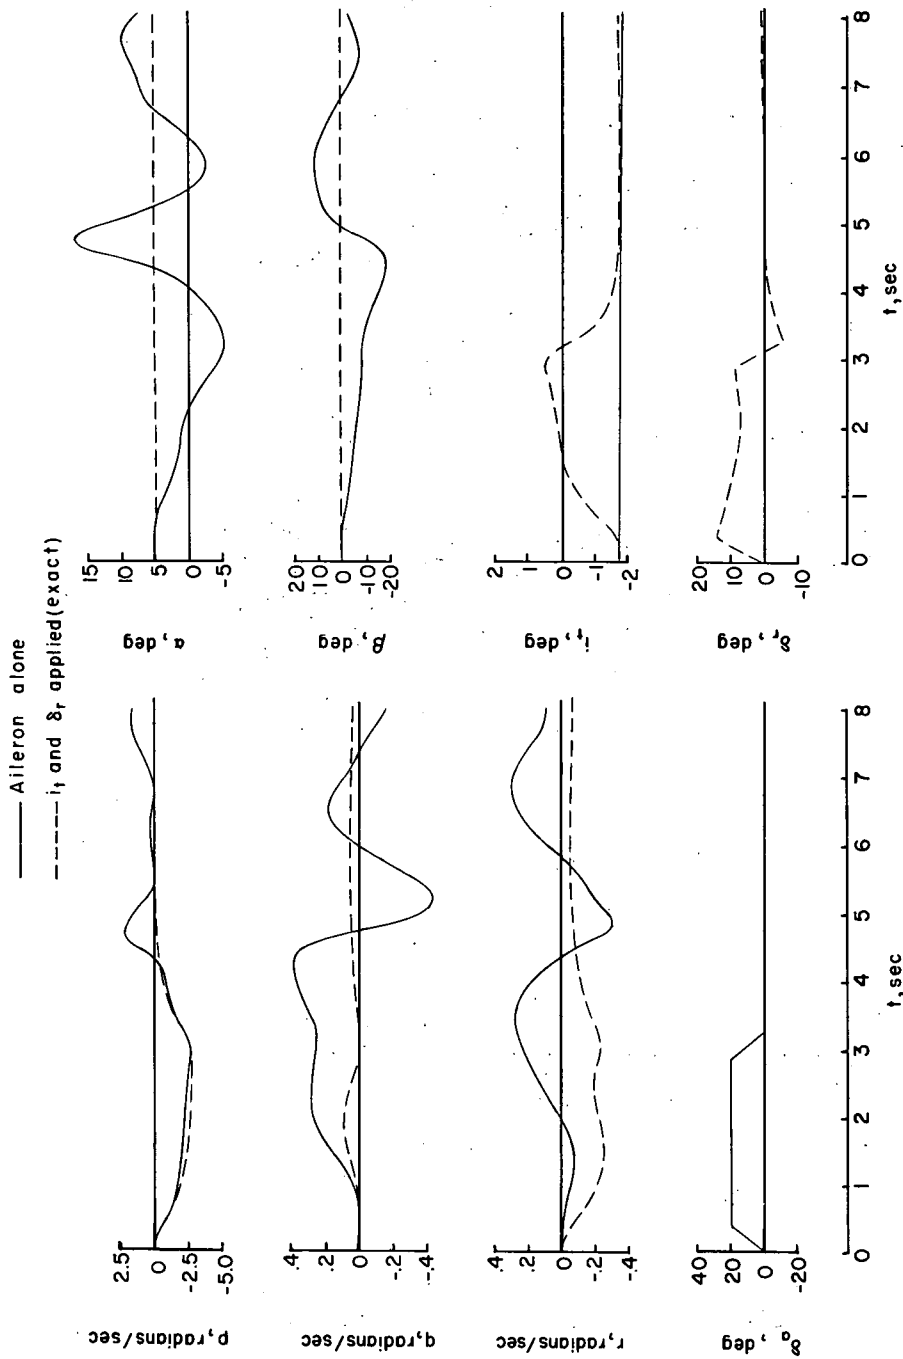 Aileron alone
i_t and δ_r applied (exact)
p, radians/sec
2.5
0
-2.5
-5.0
q, radians/sec
.4
.2
0
-.2
-.4
r, radians/sec
.4
.2
0
-.2
-.4
δ_a, deg
40
20
0
-20
0 1 2 3 4 5 6 7 8
t, sec
α, deg
15
10
5
0
-5
β, deg
20
10
0
-10
-20
i_t, deg
2
1
0
-1
-2
δ_r, deg
20
10
0
-10
0 1 2 3 4 5 6 7 8
t, sec